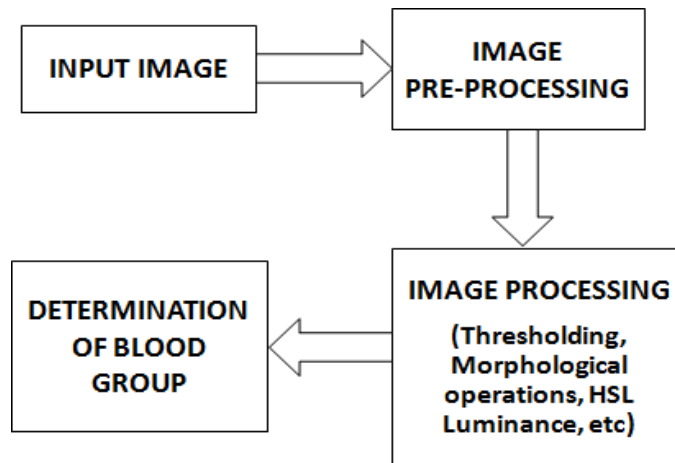 INPUT IMAGE
IMAGE
PRE-PROCESSING
IMAGE PROCESSING
(Thresholding,
Morphological
operations, HSL
Luminance, etc)
DETERMINATION
OF BLOOD
GROUP